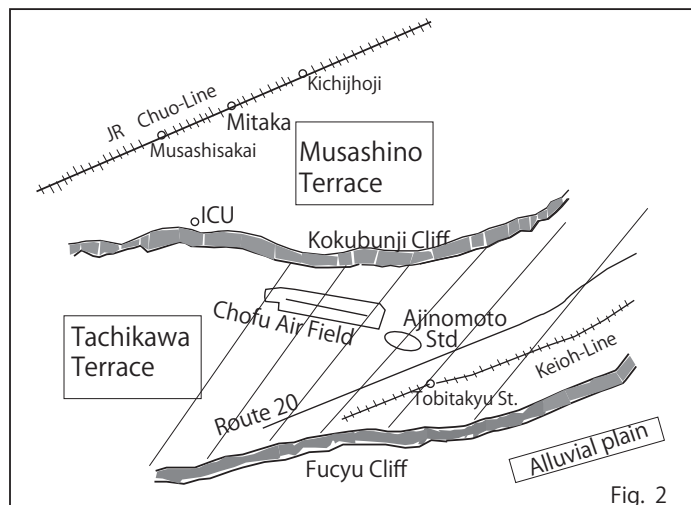 Kichijhoji
JR Chuo-Line
Mitaka
Musashisakai
Musashino
Terrace
ICU
Kokubunji Cliff
Chofu Air Field
Ajinomoto
Std
Tachikawa
Terrace
Keioh-Line
Route 20
Tobitakyu St.
Fucyu Cliff
Alluvial plain
Fig. 2